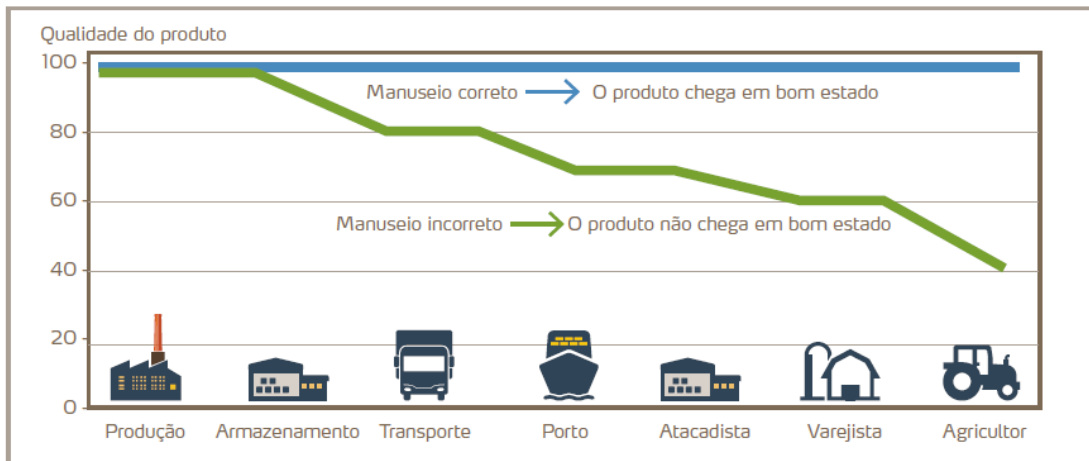 Qualidade do produto
100
Manuseio correto → O produto chega em bom estado
80
60
Manuseio incorreto → O produto não chega em bom estado
40
20
0
Produção Armazenamento Transporte Porto Atacadista Varejista Agricultor